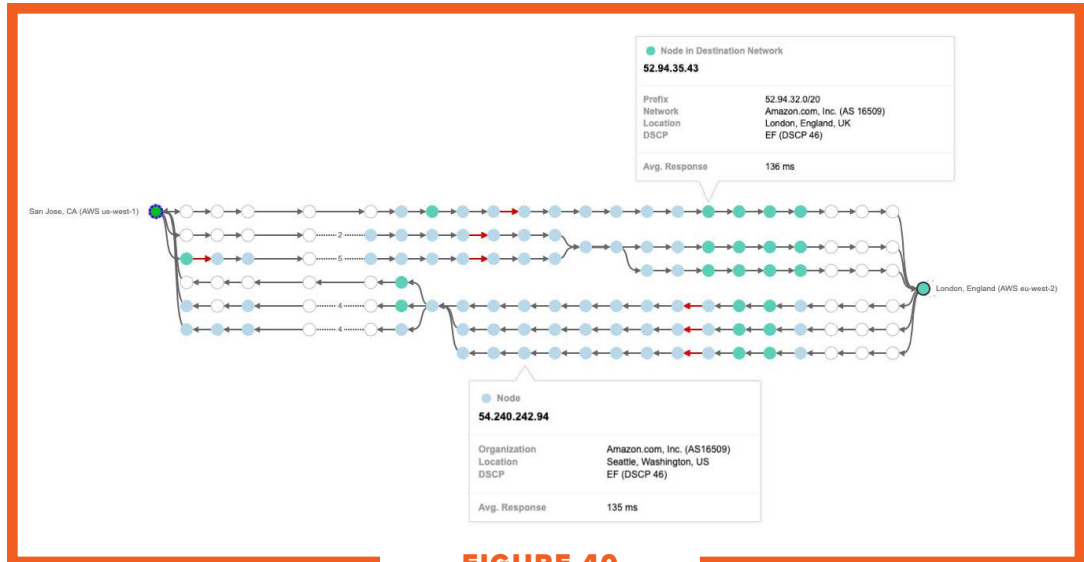 Node in Destination Network
52.94.35.43
Prefix 52.94.32.0/20
Network Amazon.com, Inc. (AS 16509)
Location London, England, UK
DSCP EF (DSCP 46)
Avg. Response 136 ms
San Jose, CA (AWS us-west-1)
2
5
London, England (AWS eu-west-2)
4
4
Node
54.240.242.94
Organization Amazon.com, Inc. (AS16509)
Location Seattle, Washington, US
DSCP EF (DSCP 46)
Avg. Response 135 ms
FIGURE 40